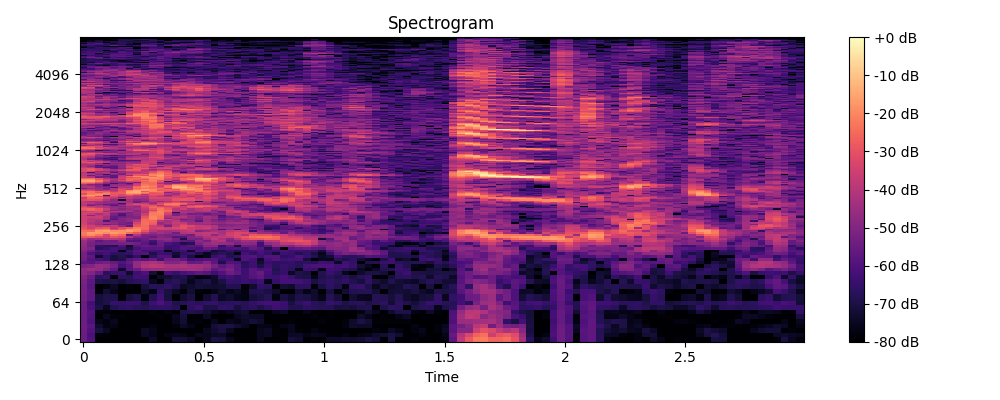 Spectrogram
Hz
4096
2048
1024
512
256
128
64
0
0
0.5
1
1.5
2
2.5
Time
+0 dB
-10 dB
-20 dB
-30 dB
-40 dB
-50 dB
-60 dB
-70 dB
-80 dB